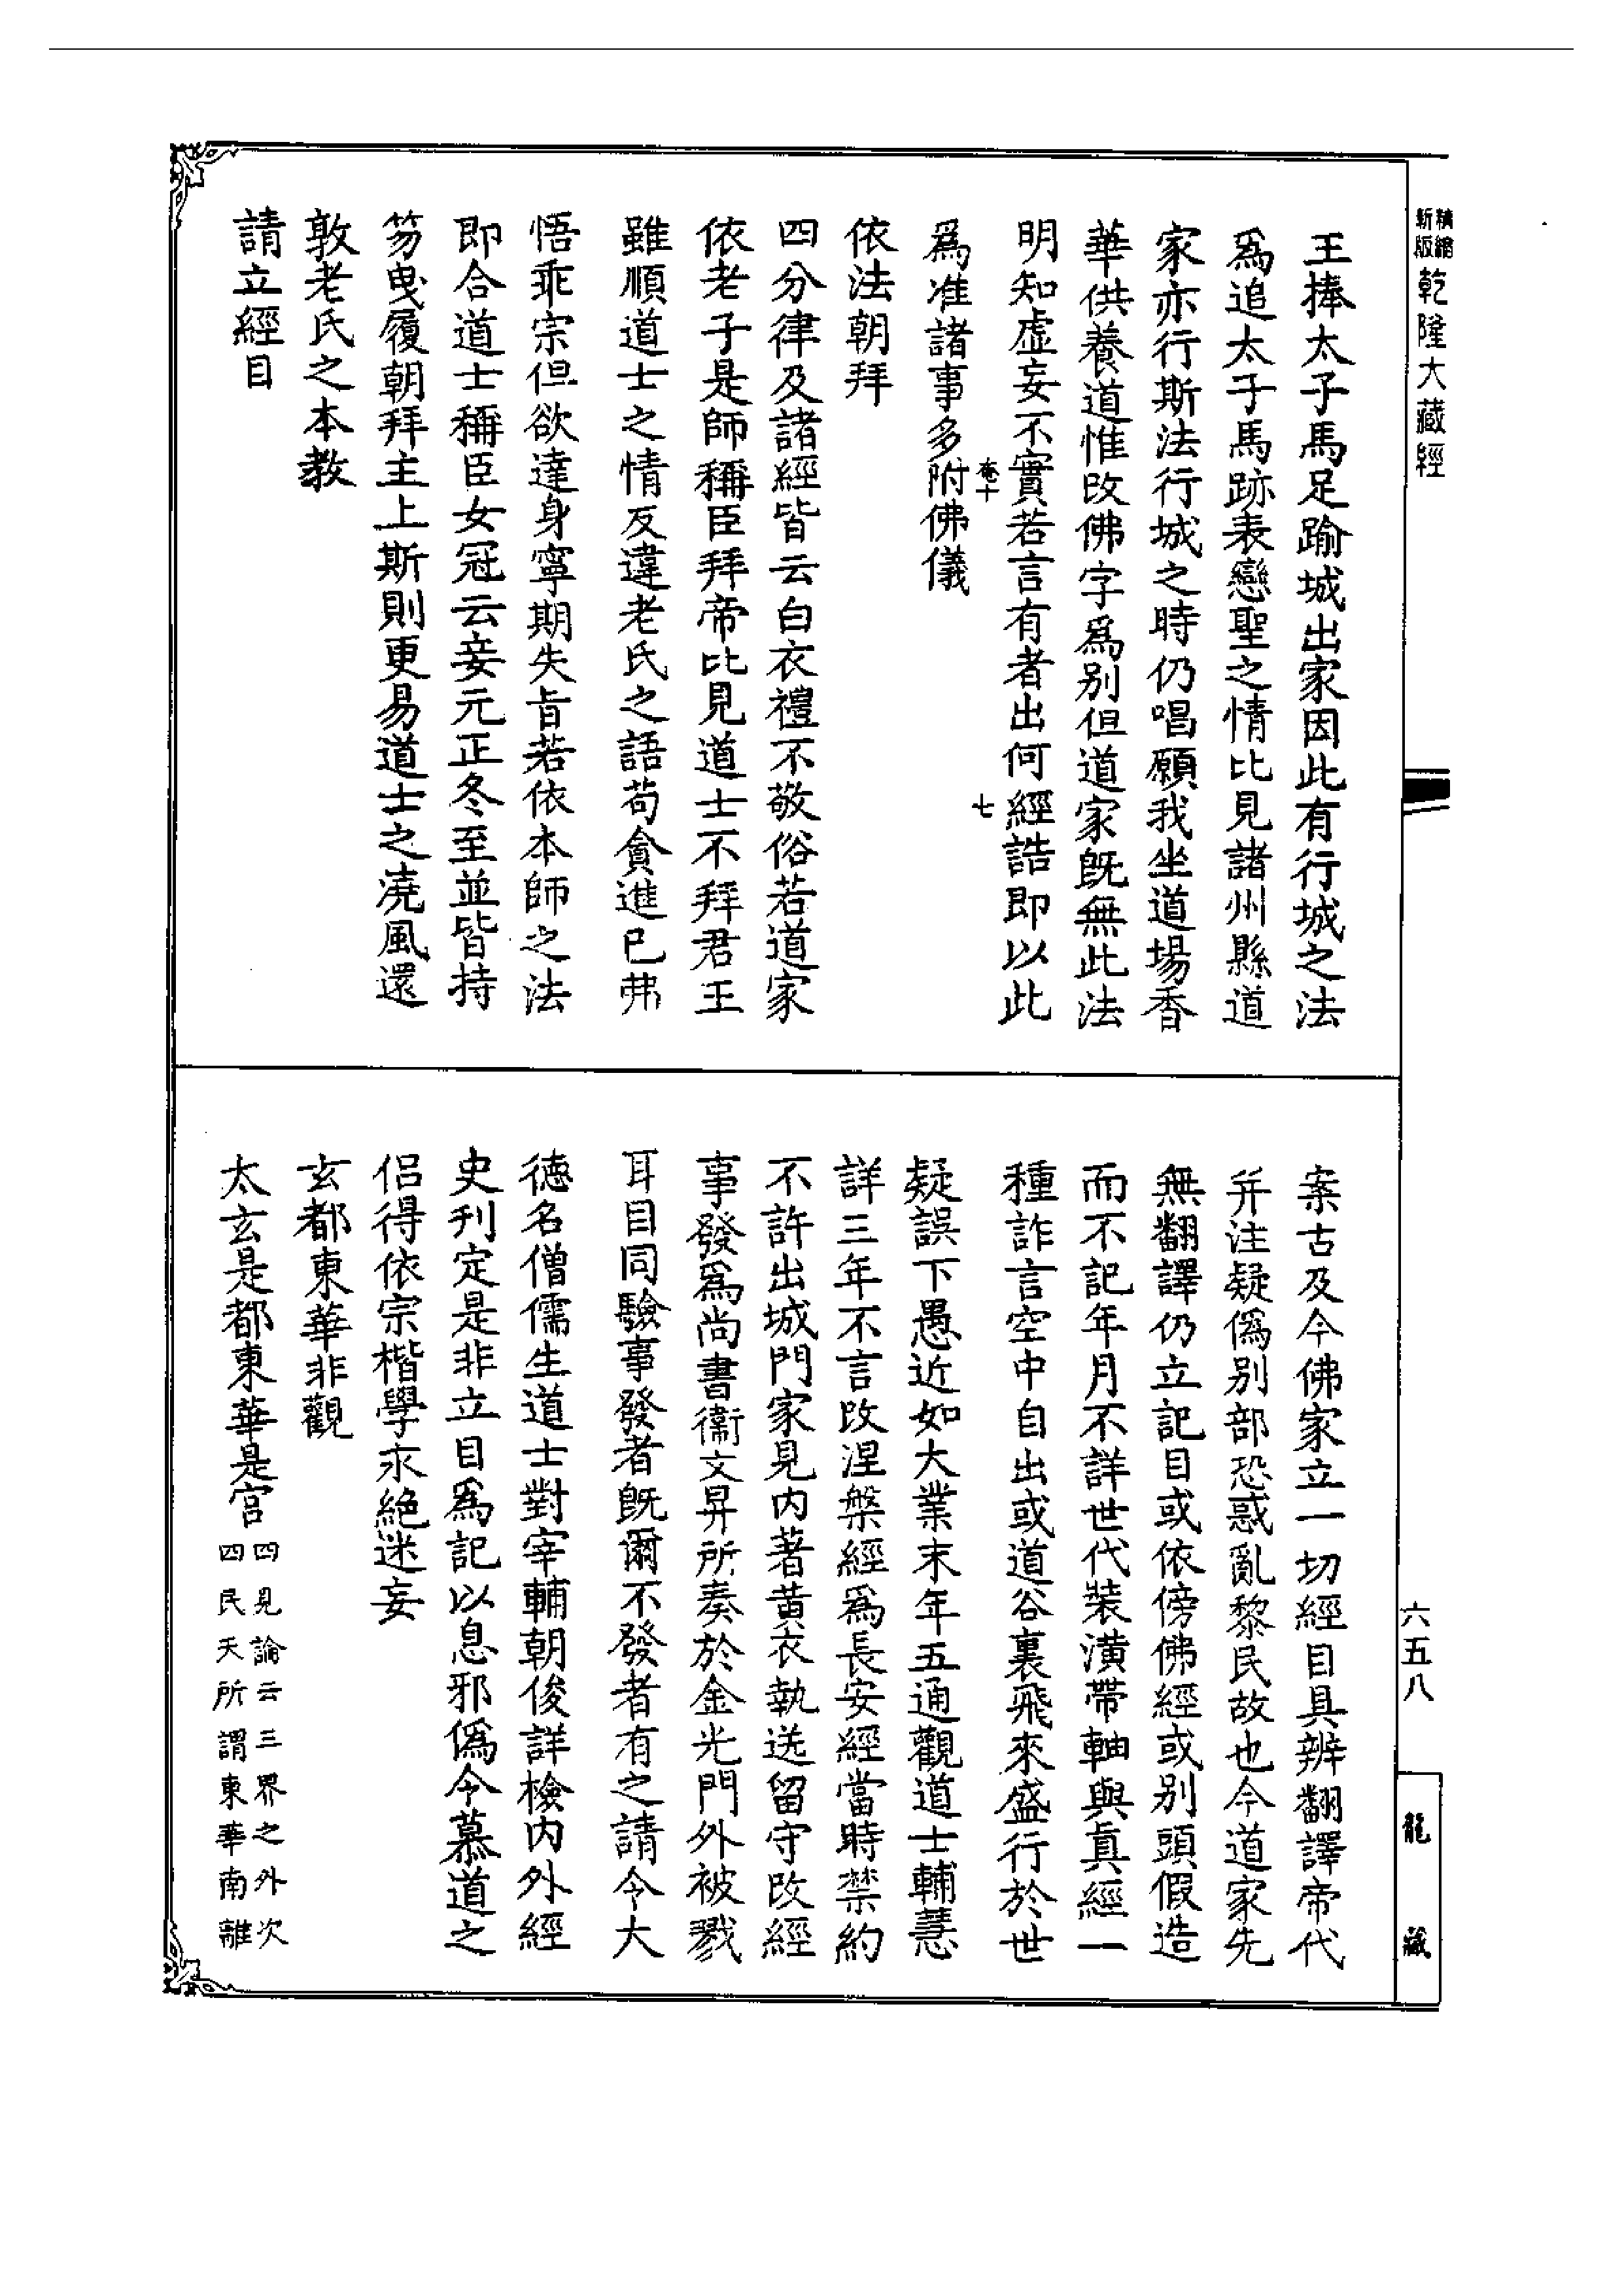 精縮新版乾隆大藏經
王捧太子馬足踰城出家因此有行城之法
爲追太子馬跡表戀聖之情比見諸州縣道
家亦行斯法行城之時仍唱願我坐道場香
華供養道惟改佛字爲別但道家既無此法
明知虛妄不實若言有者出何經誥即以此
卷十 七
爲准諸事多附佛儀
依法朝拜
四分律及諸經皆云白衣禮不敬俗若道家
依老子是師稱臣拜帝比見道士不拜君王
雖順道士之情反違老氏之語苟貪進已弗
悟乖宗但欲達身寧期失旨若依本師之法
即合道士稱臣女冠云妾元正冬至並皆持
笏曳履朝拜主上斯則更易道士之澆風還
敦老氏之本教
請立經目
案古及今佛家立一切經目具辨翻譯帝代
并注疑僞別部恐惑亂黎民故也今道家先
無翻譯仍立記目或依傍佛經或別頭假造
而不記年月不詳世代裝潢帶軸與真經一
種詐言空中自出或道谷裏飛來盛行於世
疑誤下愚近如大業末年五通觀道士輔慧
詳三年不言改涅槃經爲長安經當時禁約
不許出城門家見內著黃衣執送留守改經
事發爲尚書衞文昇所奏於金光門外被戮
耳目同驗事發者既爾不發者有之請令大
德名僧儒生道士對宰輔朝俊詳檢內外經
史刊定是非立目爲記以息邪僞令慕道之
侶得依宗楷學永絕迷妄
玄都東華非觀
太玄是都東華是宮四見論云三界之外次四民天所謂東華南離
六五八
龍藏